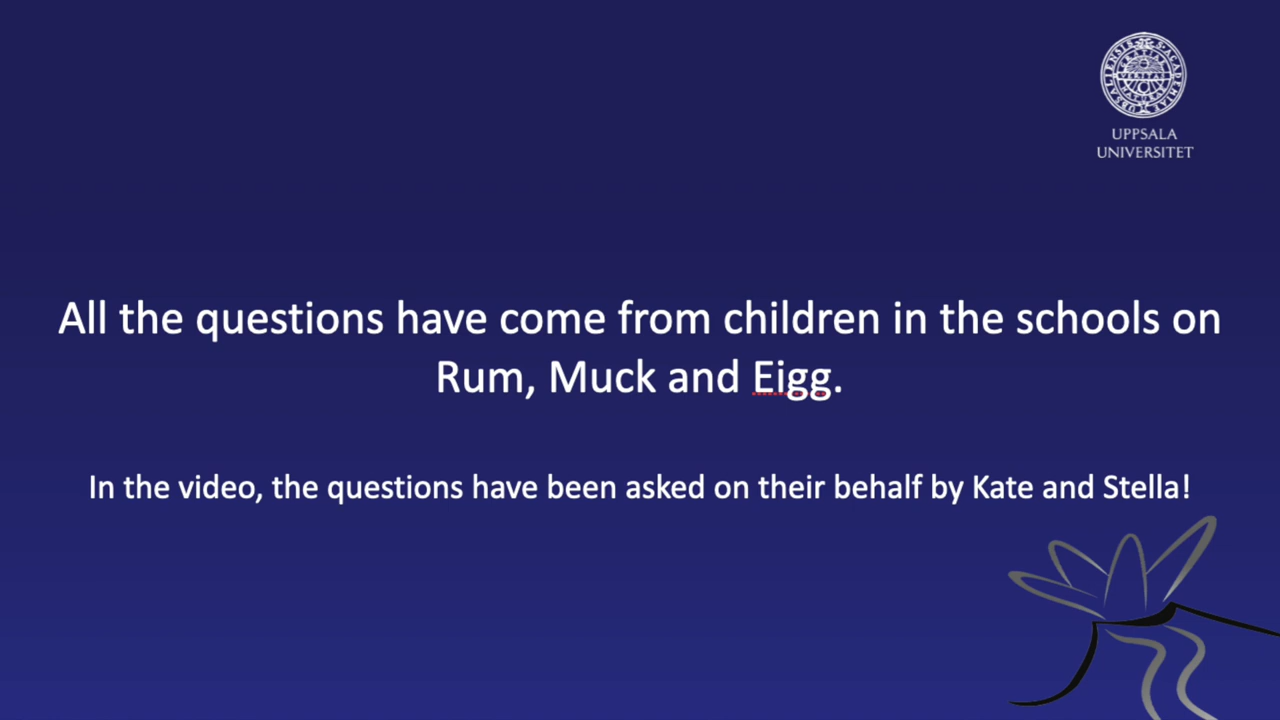 UPPSALA
UNIVERSITET
All the questions have come from children in the schools on
Rum, Muck and Eigg.
In the video, the questions have been asked on their behalf by Kate and Stella!